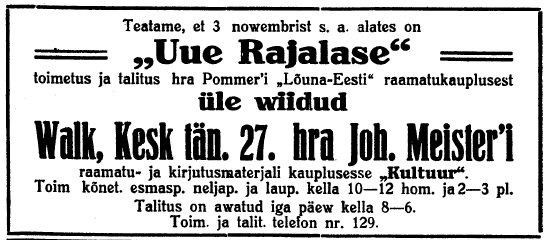 Teatame, et 3 nowembrist s. a. alates on
„Uue Rajalase“
toimetus ja talitus hra Pommer'i „Lõuna-Eesti“ raamatukauplusest
üle wiidud
Walk, Kesk tän. 27. hra Joh. Meister'i
raamatu- ja kirjutusmaterjali kauplusesse „Kultuur“.
Toim kõnet. esmasp. neljap. ja laup. kella 10—12 hom. ja 2—3 pl.
Talitus on awatud iga päew kella 8—6.
Toim. ja talit. telefon nr. 129.